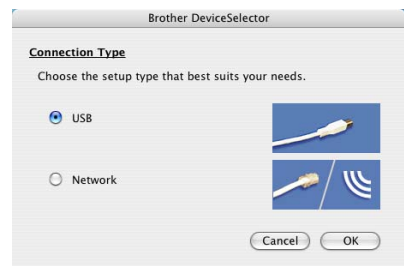 Brother DeviceSelector
Connection Type
Choose the setup type that best suits your needs.
USB
Network
Cancel OK